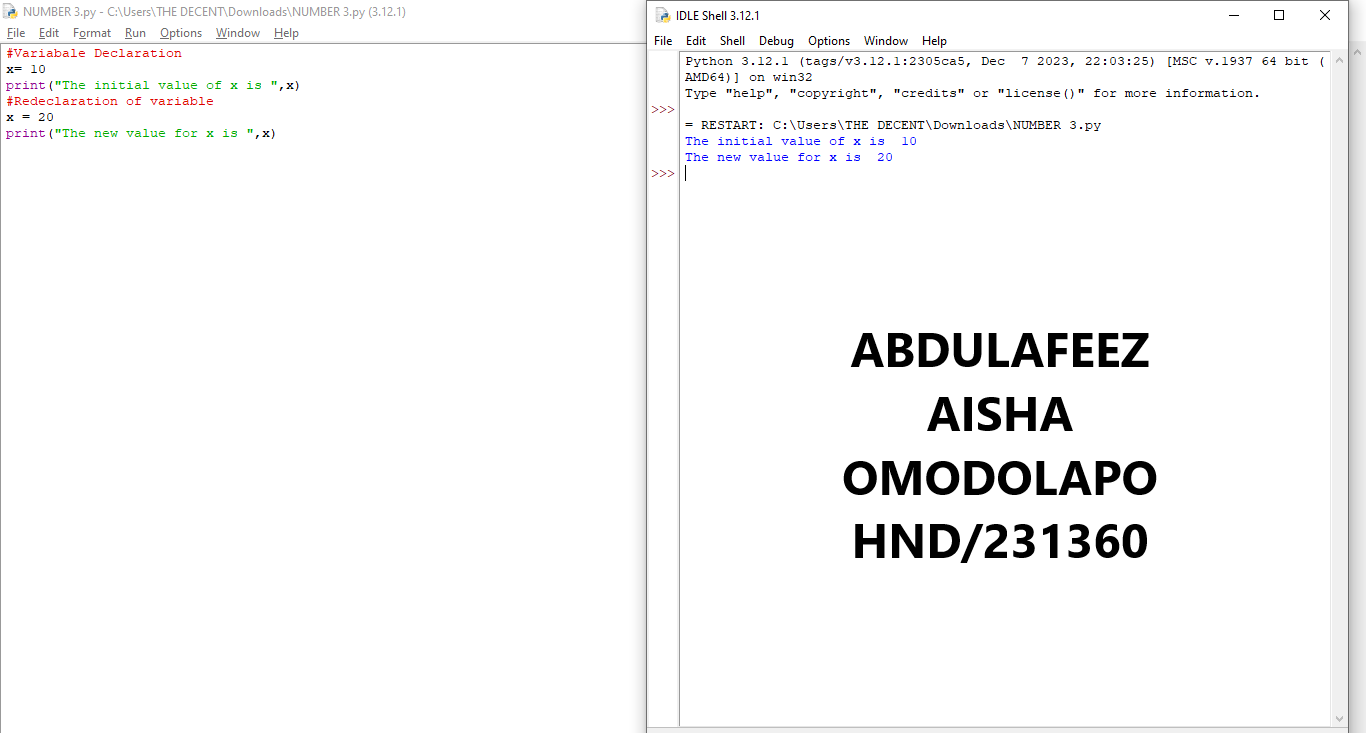 NUMBER 3.py - C:\Users\THE DECENT\Downloads\NUMBER 3.py (3.12.1)
File Edit Format Run Options Window Help
#Variabale Declaration
x= 10
print("The initial value of x is ",x)
#Redeclaration of variable
x = 20
print("The new value for x is ",x)
IDLE Shell 3.12.1
File Edit Shell Debug Options Window Help
Python 3.12.1 (tags/v3.12.1:2305ca5, Dec  7 2023, 22:03:25) [MSC v.1937 64 bit (
AMD64)] on win32
Type "help", "copyright", "credits" or "license()" for more information.
>>>
= RESTART: C:\Users\THE DECENT\Downloads\NUMBER 3.py
The initial value of x is  10
The new value for x is  20
>>>
ABDULAFEEZ
AISHA
OMODOLAPO
HND/231360